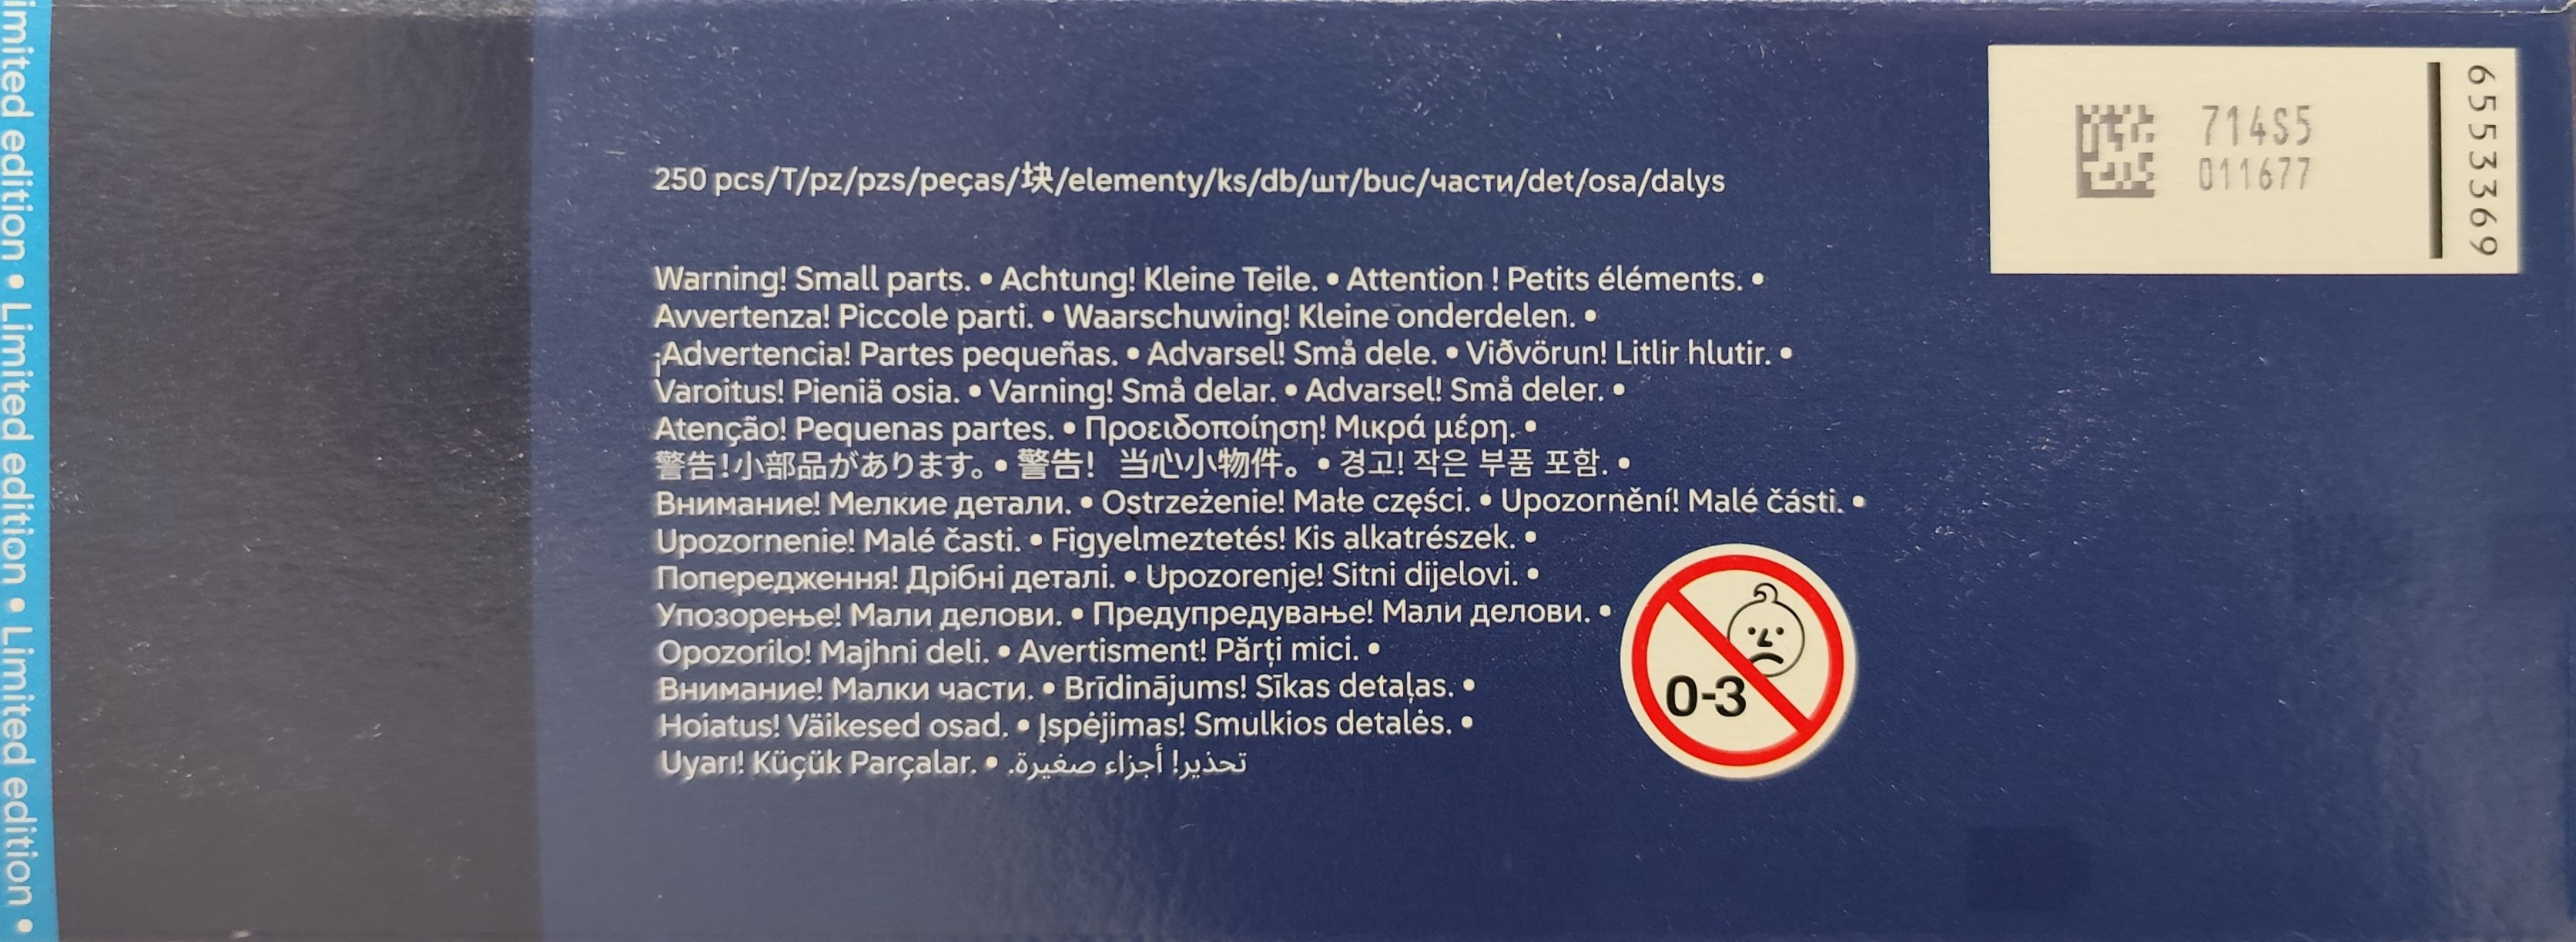 imited edition • Limited edition • Limited edition •
250 pcs/T/pz/pzs/peças/块/elementy/ks/db/шт/buc/части/det/osa/dalys
Warning! Small parts. • Achtung! Kleine Teile. • Attention ! Petits éléments. •
Avvertenza! Piccole parti. • Waarschuwing! Kleine onderdelen. •
¡Advertencia! Partes pequeñas. • Advarsel! Små dele. • Viðvörun! Litlir hlutir. •
Varoitus! Pieniä osia. • Varning! Små delar. • Advarsel! Små deler. •
Atenção! Pequenas partes. • Προειδοποίηση! Μικρά μέρη. •
警告!小部品があります。• 警告! 当心小物件。• 경고! 작은 부품 포함. •
Внимание! Мелкие детали. • Ostrzeżenie! Małe części. • Upozornění! Malé části. •
Upozornenie! Malé časti. • Figyelmeztetés! Kis alkatrészek. •
Попередження! Дрібні деталі. • Upozorenje! Sitni dijelovi. •
Упозорење! Мали делови. • Предупредување! Мали делови. •
Opozorilo! Majhni deli. • Avertisment! Părți mici. •
Внимание! Малки части. • Brīdinājums! Sīkas detaļas. •
Hoiatus! Väikesed osad. • Įspėjimas! Smulkios detalės. •
Uyarı! Küçük Parçalar. • تحذير! أجزاء صغيرة.
0-3
714S5
011677
6553369